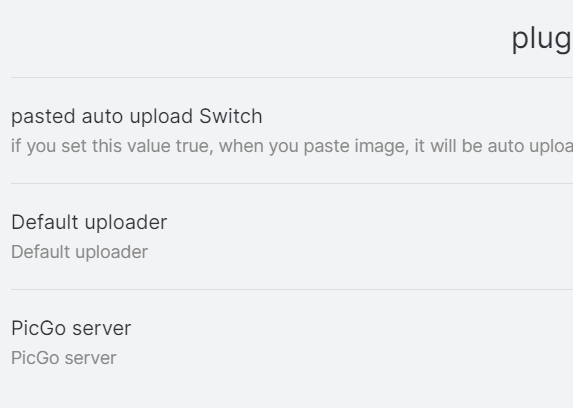 plug
pasted auto upload Switch
if you set this value true, when you paste image, it will be auto uploa
Default uploader
Default uploader
PicGo server
PicGo server